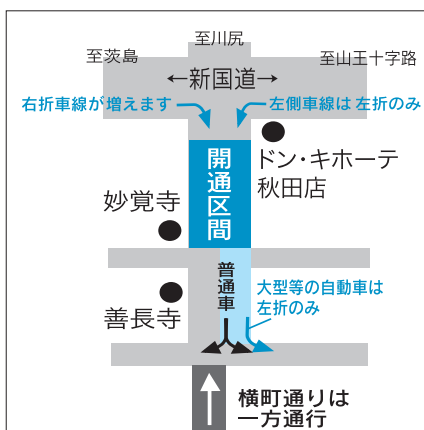 至川尻
至茨島
至山王十字路
←新国道→
右折車線が増えます
左側車線は左折のみ
開通区間
ドン・キホーテ
秋田店
妙覚寺
普通車
大型等の自動車は
左折のみ
善長寺
横町通りは
一方通行